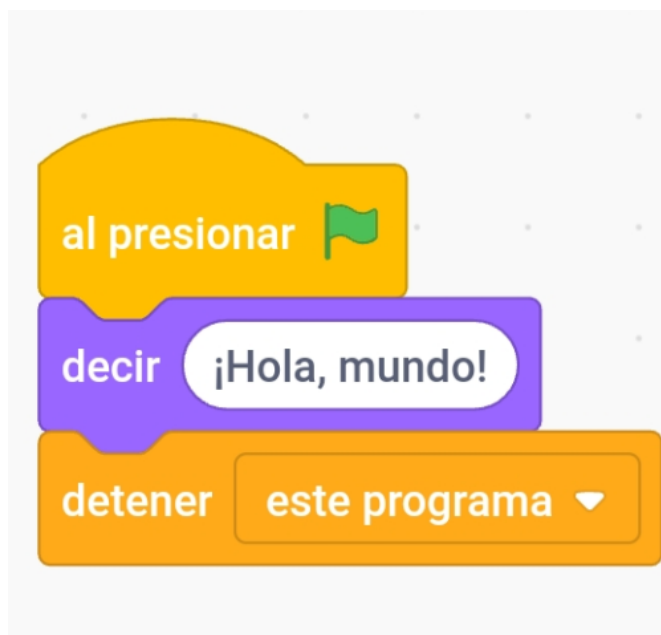 al presionar
decir ¡Hola, mundo!
detener este programa